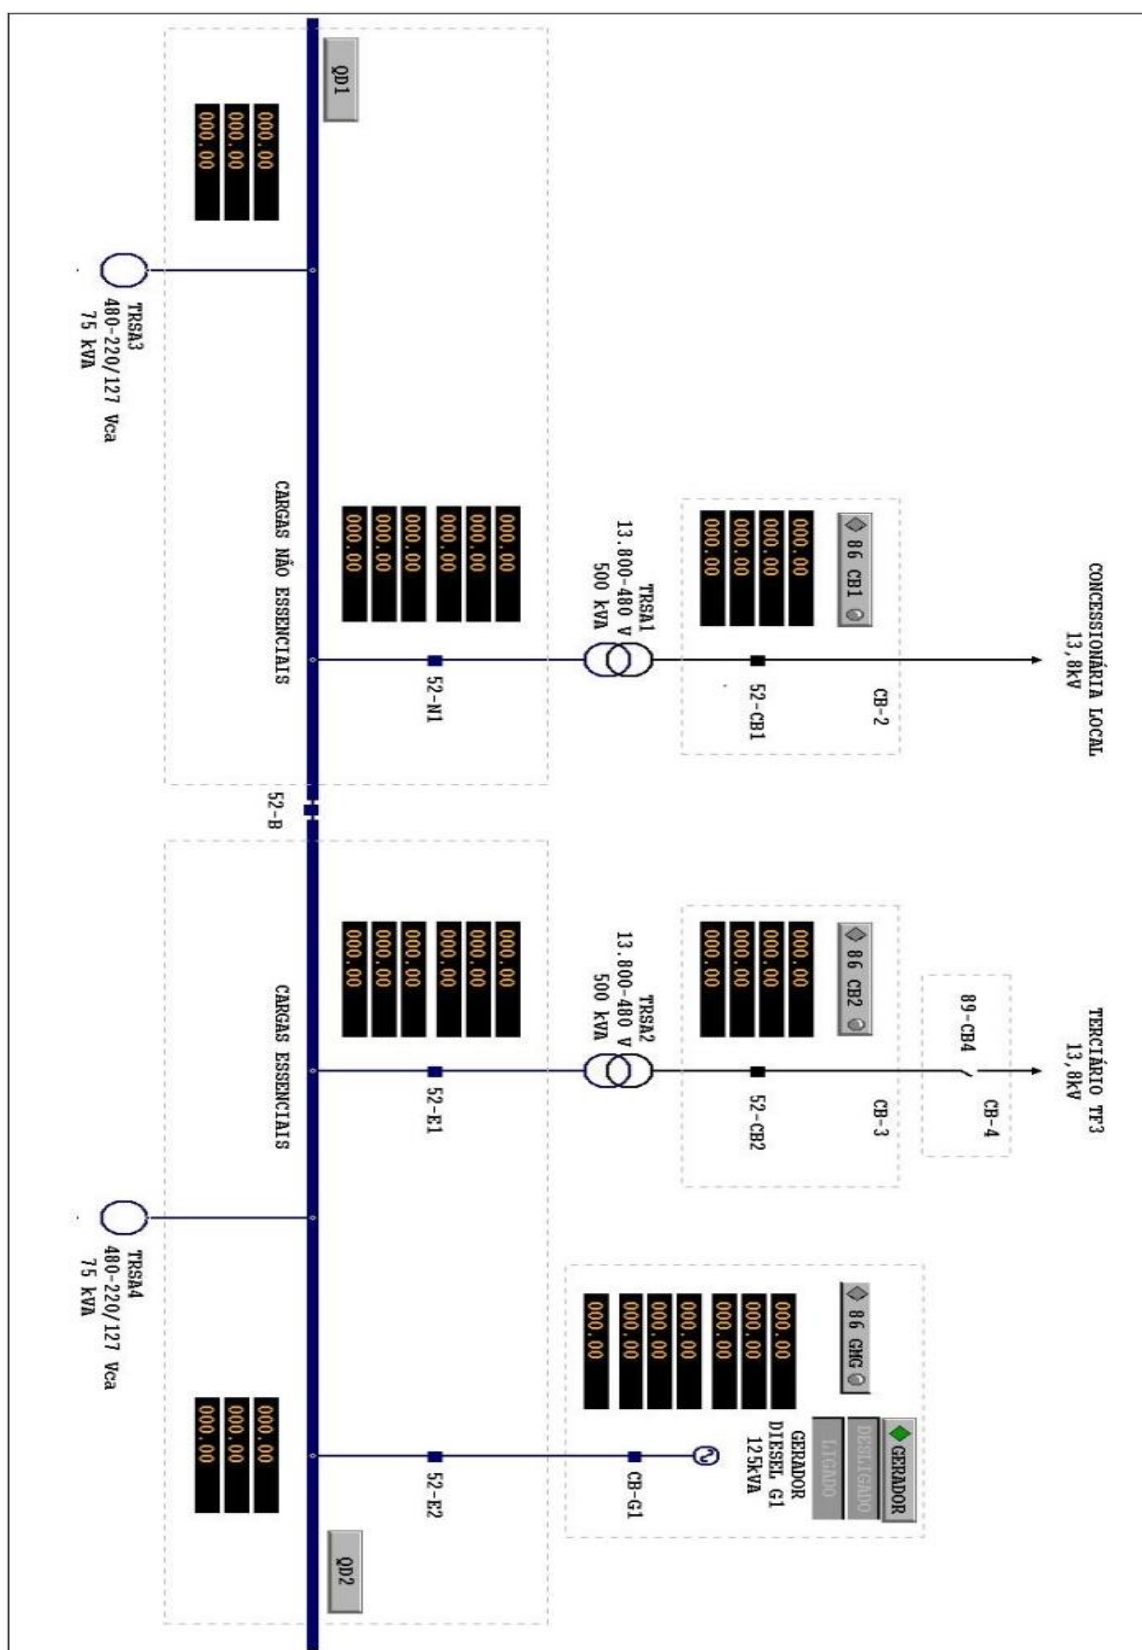 CONCESSIONÁRIA LOCAL
13,8kV
TERCIÁRIO TF3
13,8kV
CB-4
89-CB4
CB-2
86 CB1
000.00
000.00
000.00
000.00
52-CB1
CB-3
86 CB2
000.00
000.00
000.00
000.00
52-CB2
GERADOR
DESLIGADO
LIGADO
86 GMG
000.00
000.00
000.00
000.00
000.00
000.00
000.00
GERADOR
DIESEL G1
125kVA
CB-G1
TRSA1
13.800-480 V
500 kVA
TRSA2
13.800-480 V
500 kVA
000.00
000.00
000.00
000.00
000.00
000.00
52-N1
000.00
000.00
000.00
000.00
000.00
000.00
52-E1
52-E2
QD1
QD2
CARGAS NÃO ESSENCIAIS
52-B
CARGAS ESSENCIAIS
000.00
000.00
000.00
000.00
000.00
000.00
TRSA3
480-220/127 Vca
75 kVA
TRSA4
480-220/127 Vca
75 kVA